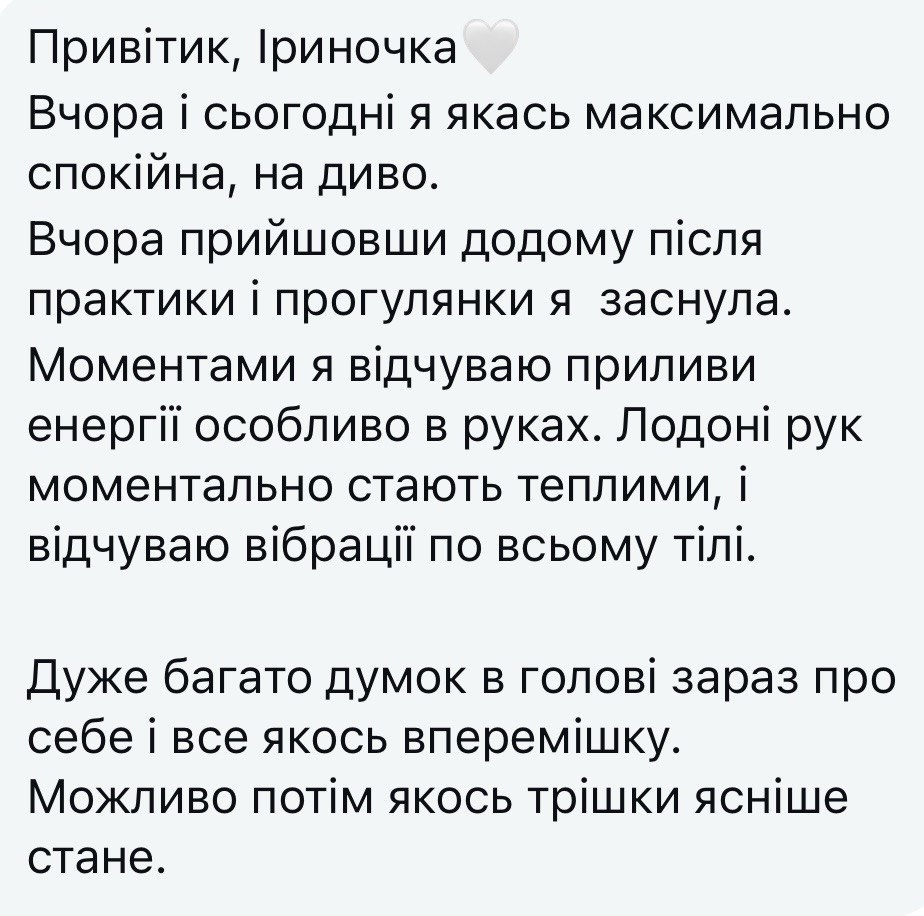 Привітик, Іриночка🤍
Вчора і сьогодні я якась максимально
спокійна, на диво.
Вчора прийшовши додому після
практики і прогулянки я  заснула.
Моментами я відчуваю приливи
енергії особливо в руках. Лодоні рук
моментально стають теплими, і
відчуваю вібрації по всьому тілі.
Дуже багато думок в голові зараз про
себе і все якось вперемішку.
Можливо потім якось трішки ясніше
стане.